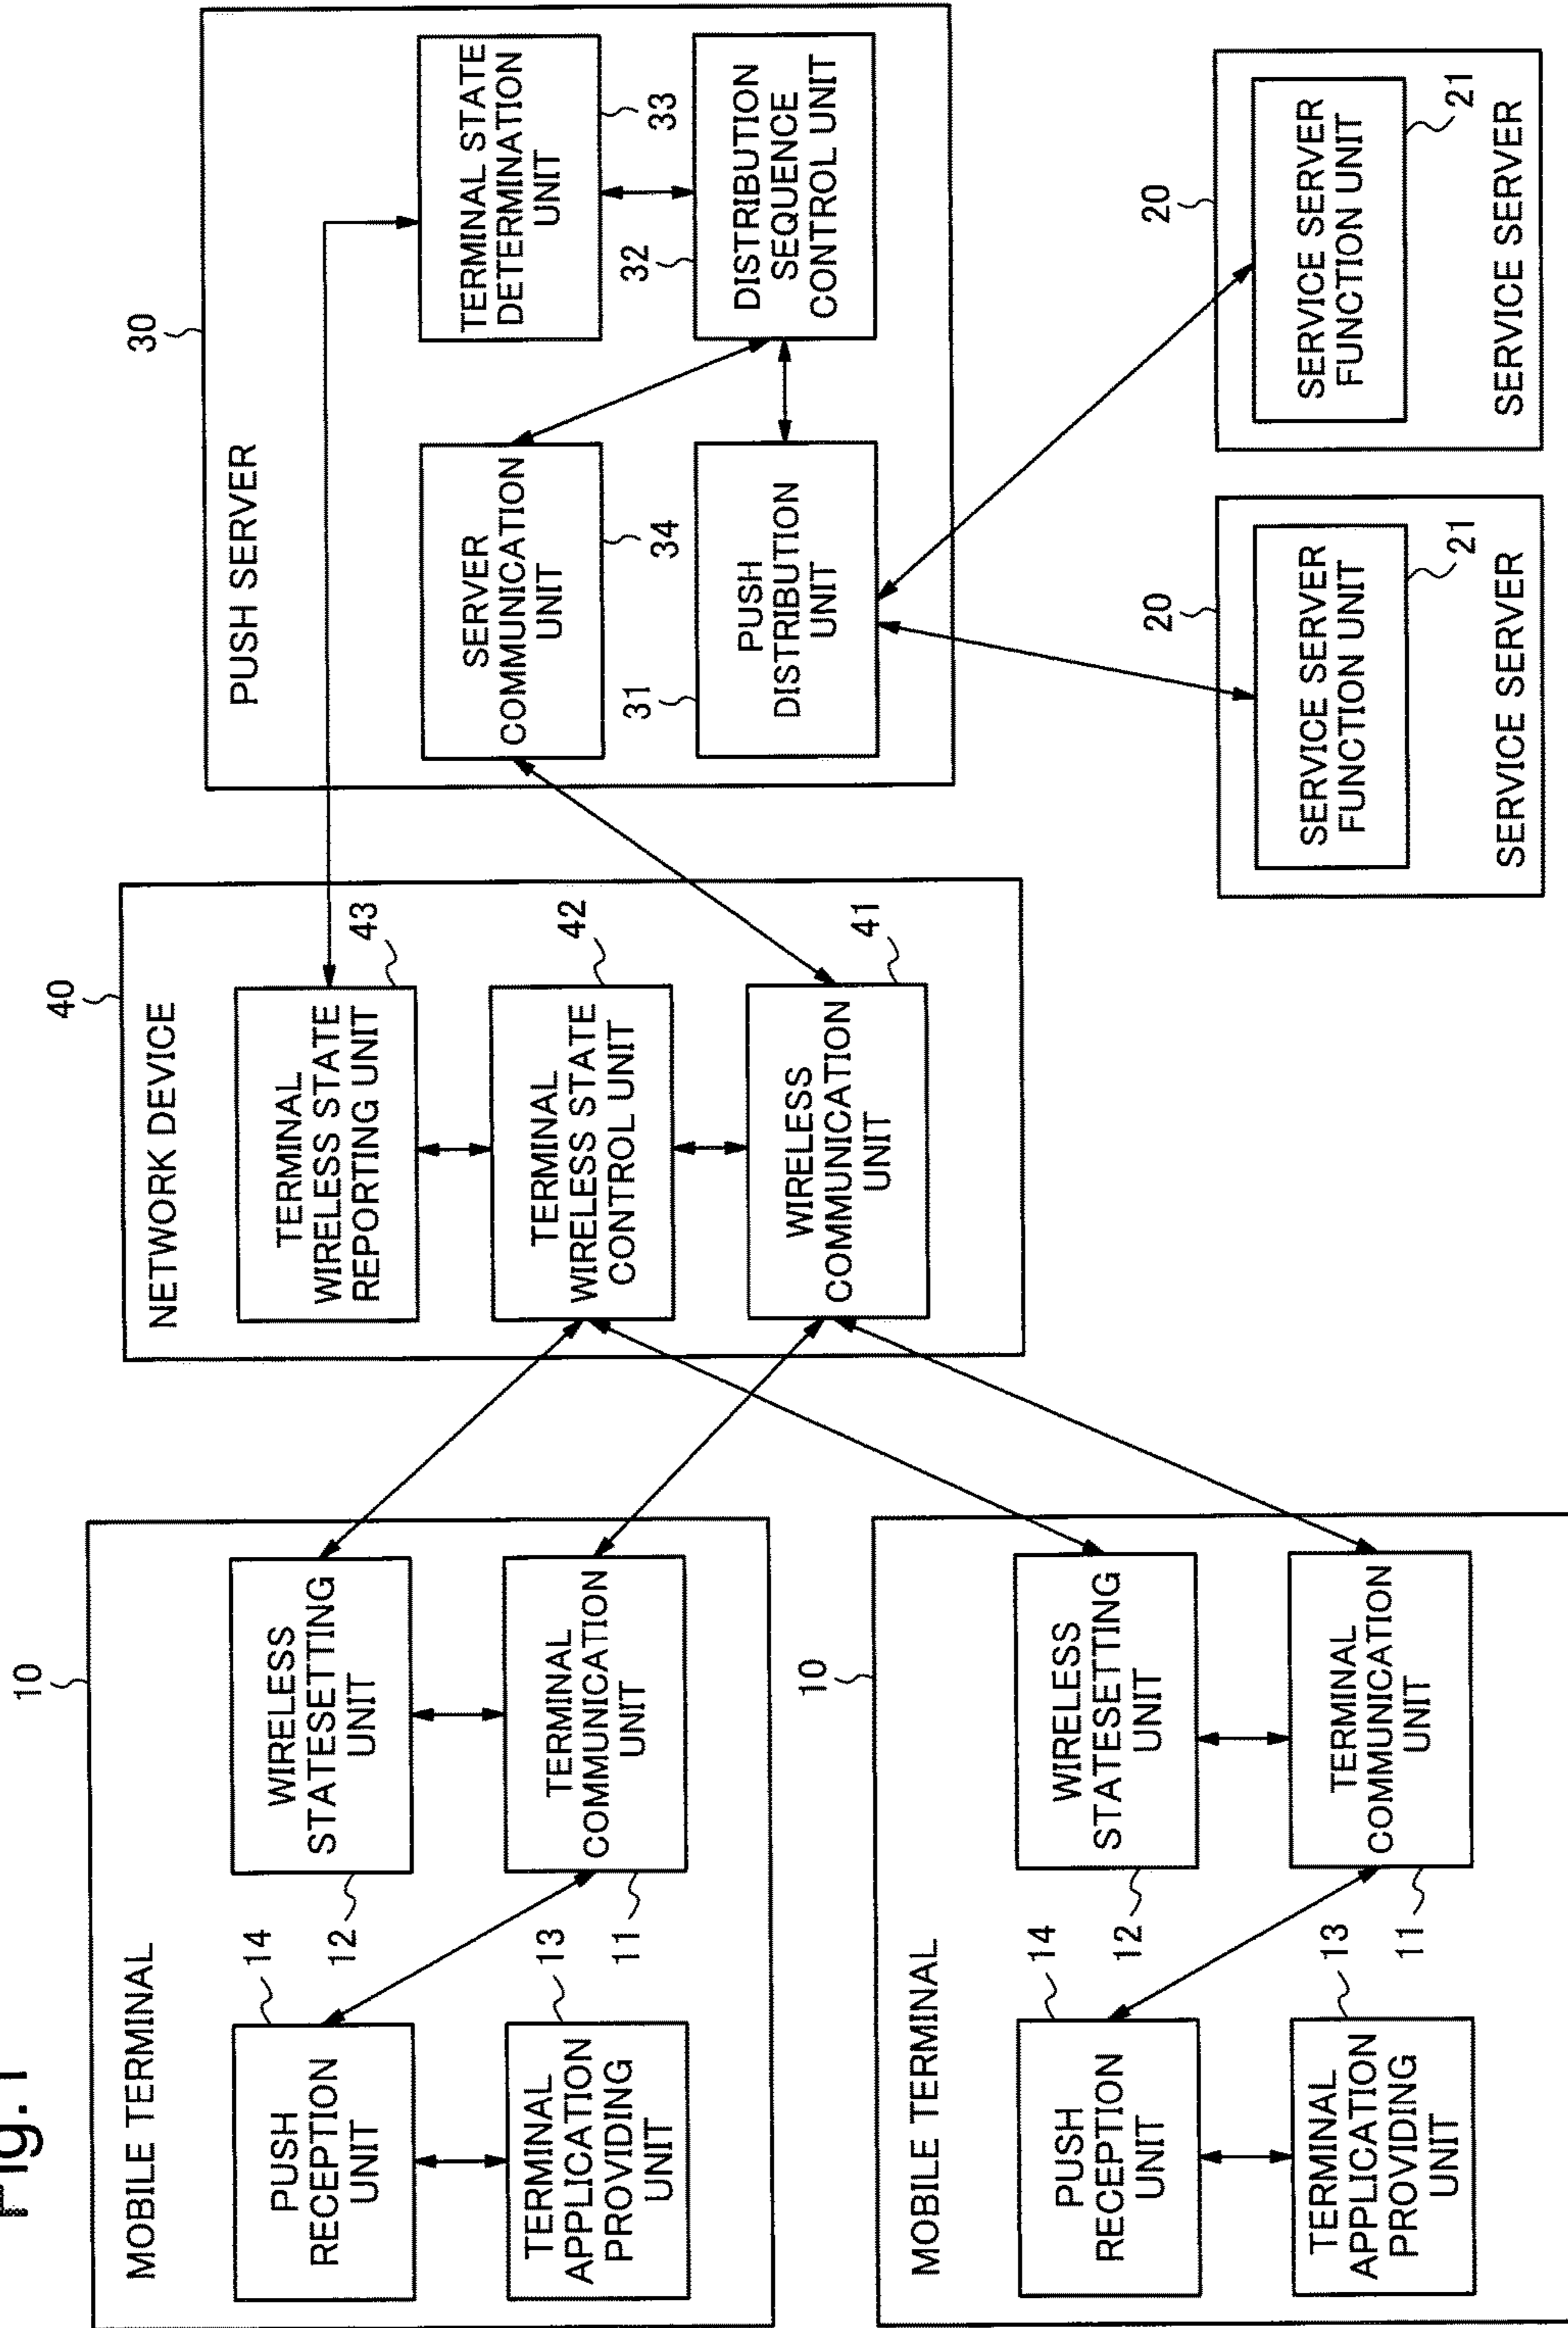 Fig.1
10
MOBILE TERMINAL
14
PUSH
RECEPTION
UNIT
13
TERMINAL
APPLICATION
PROVIDING
UNIT
12
WIRELESS
STATESETTING
UNIT
11
TERMINAL
COMMUNICATION
UNIT
10
MOBILE TERMINAL
14
PUSH
RECEPTION
UNIT
13
TERMINAL
APPLICATION
PROVIDING
UNIT
12
WIRELESS
STATESETTING
UNIT
11
TERMINAL
COMMUNICATION
UNIT
40
NETWORK DEVICE
43
TERMINAL
WIRELESS STATE
REPORTING UNIT
42
TERMINAL
WIRELESS STATE
CONTROL UNIT
41
WIRELESS
COMMUNICATION
UNIT
30
PUSH SERVER
34
SERVER
COMMUNICATION
UNIT
33
TERMINAL STATE
DETERMINATION
UNIT
31
PUSH
DISTRIBUTION
UNIT
32
DISTRIBUTION
SEQUENCE
CONTROL UNIT
20
SERVICE SERVER
FUNCTION UNIT
21
SERVICE SERVER
20
SERVICE SERVER
FUNCTION UNIT
21
SERVICE SERVER